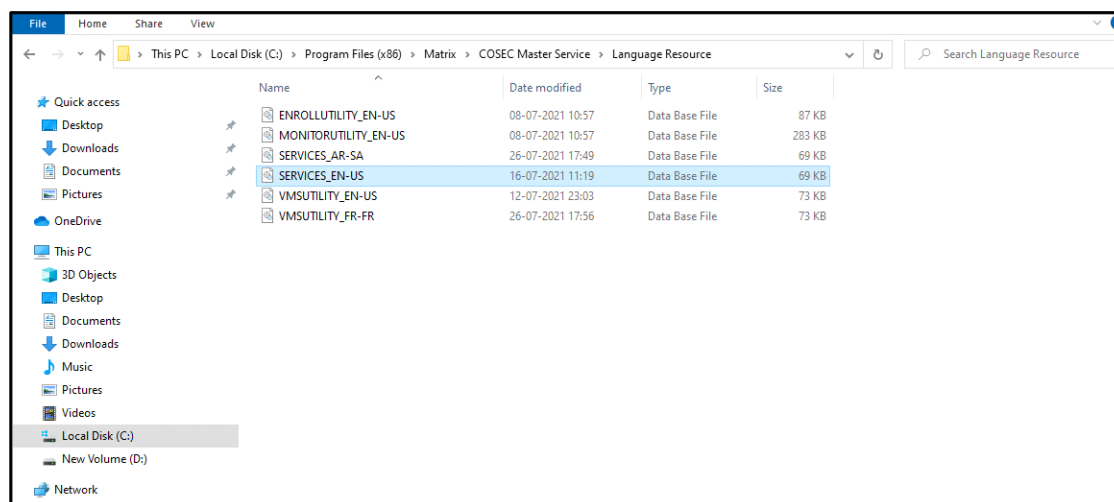 File Home Share View
This PC > Local Disk (C:) > Program Files (x86) > Matrix > COSEC Master Service > Language Resource
Search Language Resource
Name Date modified Type Size
ENROLLUTILITY_EN-US 08-07-2021 10:57 Data Base File 87 KB
MONITORUTILITY_EN-US 08-07-2021 10:57 Data Base File 283 KB
SERVICES_AR-SA 26-07-2021 17:49 Data Base File 69 KB
SERVICES_EN-US 16-07-2021 11:19 Data Base File 69 KB
VMSUTILITY_EN-US 12-07-2021 23:03 Data Base File 73 KB
VMSUTILITY_FR-FR 26-07-2021 17:56 Data Base File 73 KB
Quick access
Desktop
Downloads
Documents
Pictures
OneDrive
This PC
3D Objects
Desktop
Documents
Downloads
Music
Pictures
Videos
Local Disk (C:)
New Volume (D:)
Network